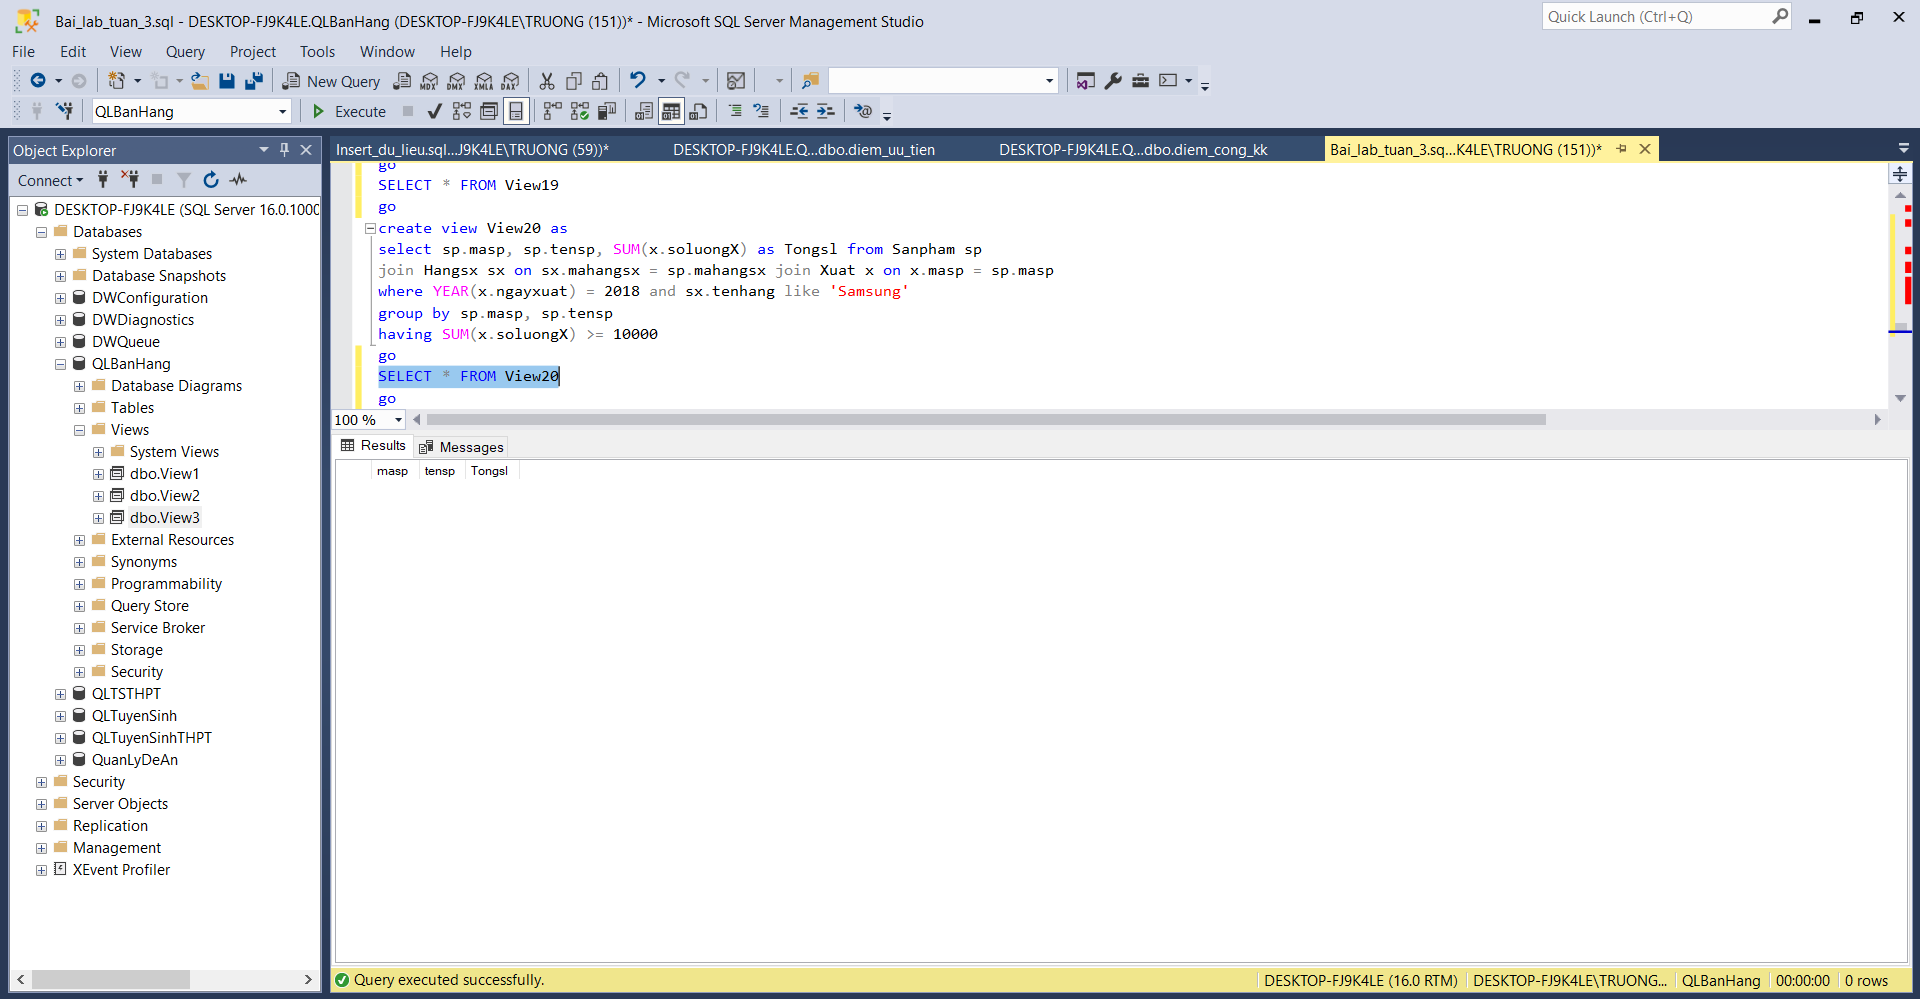 Bai_lab_tuan_3.sql - DESKTOP-FJ9K4LE.QLBanHang (DESKTOP-FJ9K4LE\TRUONG (151))* - Microsoft SQL Server Management Studio
Quick Launch (Ctrl+Q)
File Edit View Query Project Tools Window Help
New Query
MDX DMX XMLA DAX
QLBanHang
Execute
Object Explorer
Connect
DESKTOP-FJ9K4LE (SQL Server 16.0.1000
Databases
System Databases
Database Snapshots
DWConfiguration
DWDiagnostics
DWQueue
QLBanHang
Database Diagrams
Tables
Views
System Views
dbo.View1
dbo.View2
dbo.View3
External Resources
Synonyms
Programmability
Query Store
Service Broker
Storage
Security
QLTSTHPT
QLTuyenSinh
QLTuyenSinhTHPT
QuanLyDeAn
Security
Server Objects
Replication
Management
XEvent Profiler
Insert_du_lieu.sql...J9K4LE\TRUONG (59))*
DESKTOP-FJ9K4LE.Q...dbo.diem_uu_tien
DESKTOP-FJ9K4LE.Q...dbo.diem_cong_kk
Bai_lab_tuan_3.sq...K4LE\TRUONG (151))*
go
SELECT * FROM View19
go
create view View20 as
select sp.masp, sp.tensp, SUM(x.soluongX) as Tongsl from Sanpham sp
join Hangsx sx on sx.mahangsx = sp.mahangsx join Xuat x on x.masp = sp.masp
where YEAR(x.ngayxuat) = 2018 and sx.tenhang like 'Samsung'
group by sp.masp, sp.tensp
having SUM(x.soluongX) >= 10000
go
SELECT * FROM View20
go
100 %
Results Messages
masp tensp Tongsl
Query executed successfully.
DESKTOP-FJ9K4LE (16.0 RTM) DESKTOP-FJ9K4LE\TRUONG... QLBanHang 00:00:00 0 rows